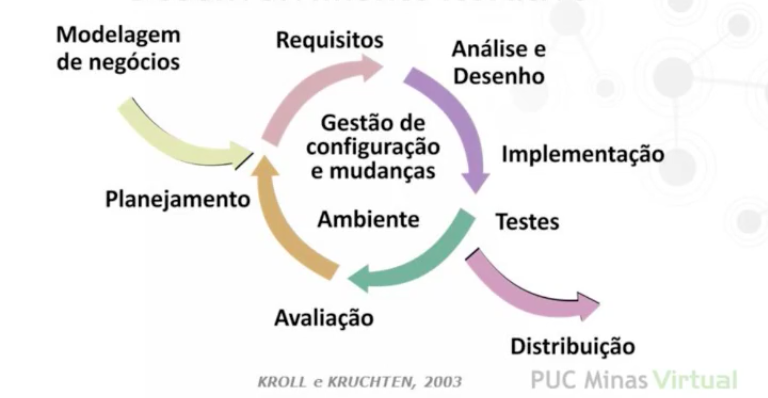 Modelagem
de negócios
Requisitos
Análise e
Desenho
Gestão de
configuração
e mudanças
Implementação
Planejamento
Ambiente
Testes
Avaliação
Distribuição
KROLL e KRUCHTEN, 2003
PUC Minas Virtual